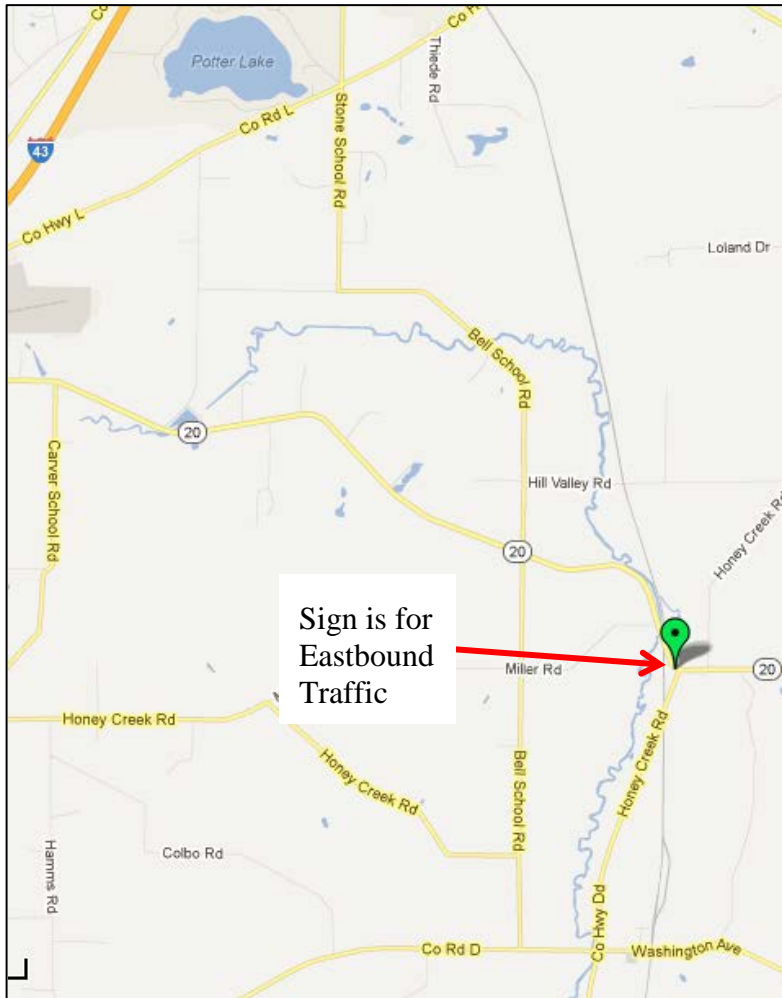 Co
Co H
Potter Lake
Thiede Rd
Stone School Rd
Co Rd L
43
Co Hwy L
Loland Dr
Bell School Rd
20
Carver School Rd
Hill Valley Rd
20
Honey Creek Rd
Sign is for
Eastbound
Traffic
Miller Rd
20
Honey Creek Rd
Honey Creek Rd
Honey Creek Rd
Bell School Rd
Hamms Rd
Colbo Rd
Co Hwy Dd
Co Rd D
Washington Ave